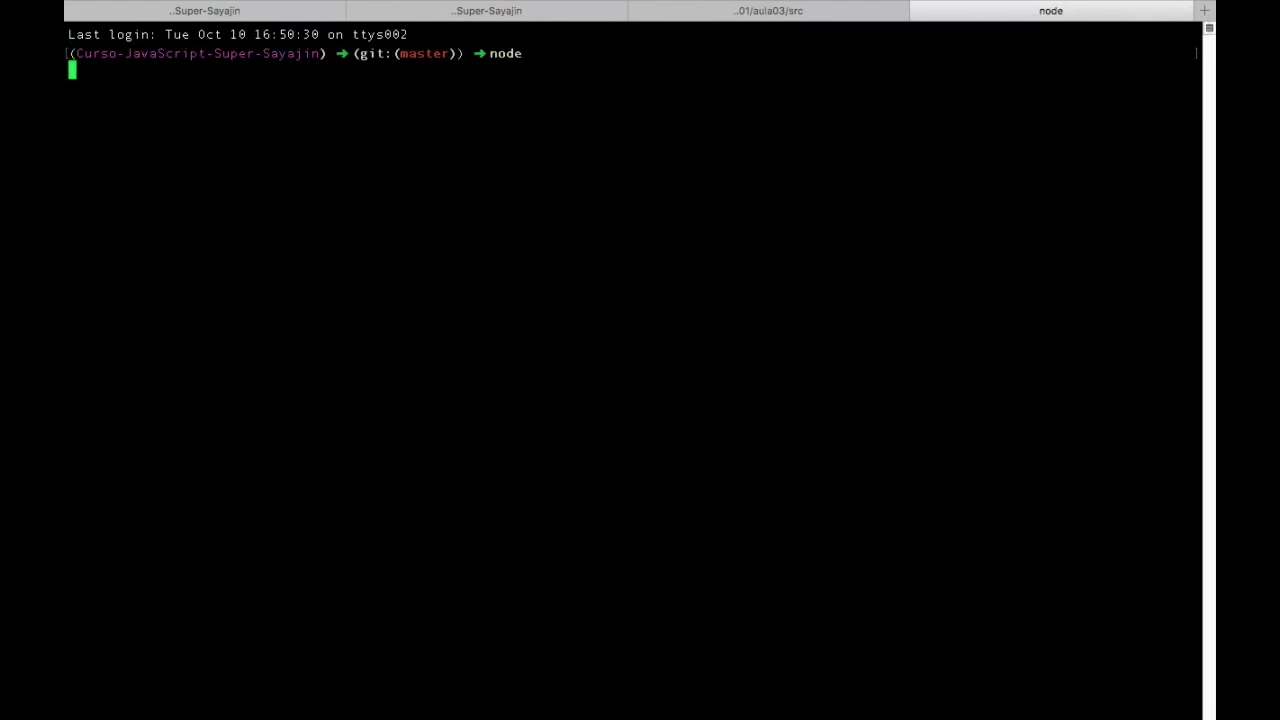 ..Super-Sayajin ..Super-Sayajin ..01/aula03/src node +
Last login: Tue Oct 10 16:50:30 on ttys002
[(Curso-JavaScript-Super-Sayajin) ➜ (git:(master)) ➜ node ]